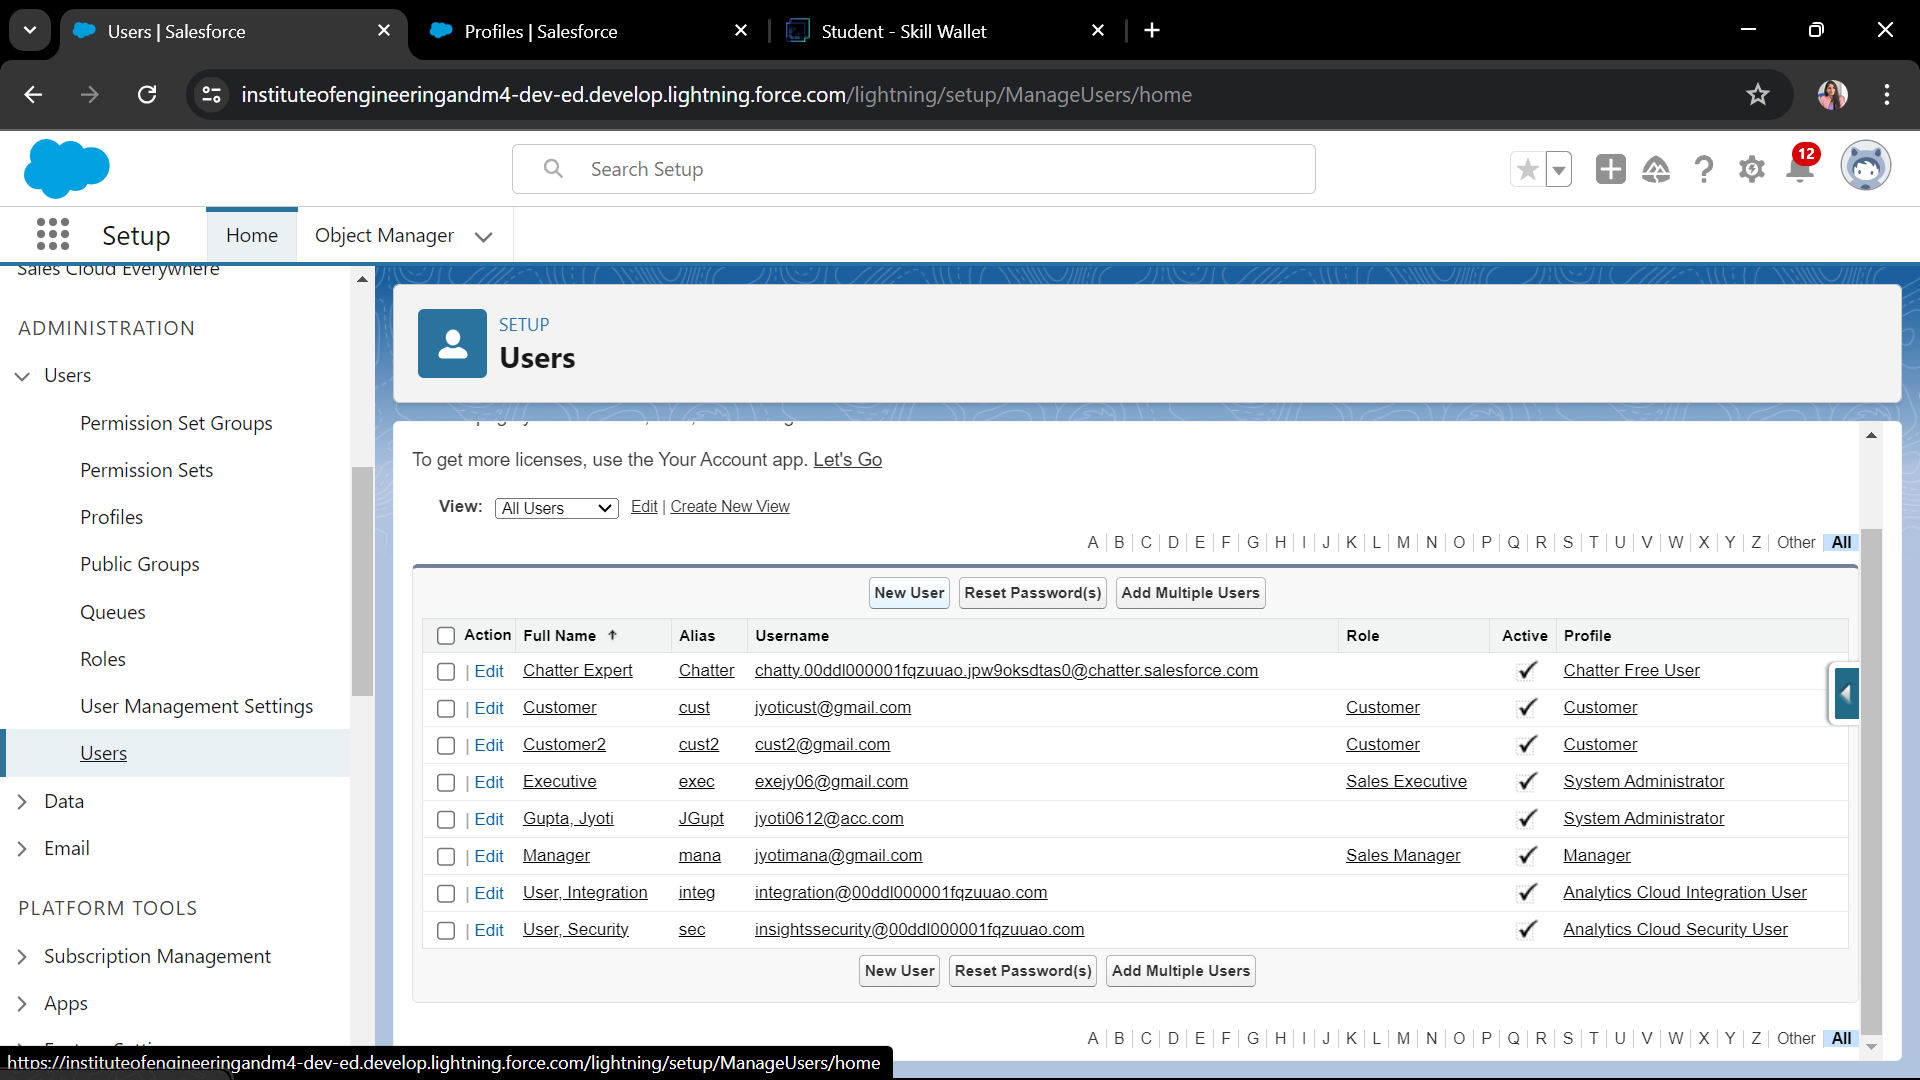 Users | Salesforce
Profiles | Salesforce
Student - Skill Wallet
instituteofengineeringandm4-dev-ed.develop.lightning.force.com/lightning/setup/ManageUsers/home
Search Setup
12
Setup
Home
Object Manager
Sales Cloud Everywhere
ADMINISTRATION
Users
Permission Set Groups
Permission Sets
Profiles
Public Groups
Queues
Roles
User Management Settings
Users
Data
Email
PLATFORM TOOLS
Subscription Management
Apps
SETUP
Users
To get more licenses, use the Your Account app. Let's Go
View: All Users Edit | Create New View
A | B | C | D | E | F | G | H | I | J | K | L | M | N | O | P | Q | R | S | T | U | V | W | X | Y | Z | Other All
New User Reset Password(s) Add Multiple Users
Action Full Name ↑ Alias Username Role Active Profile
| Edit Chatter Expert Chatter chatty.00ddl000001fqzuuao.jpw9oksdtas0@chatter.salesforce.com Chatter Free User
| Edit Customer cust jyoticust@gmail.com Customer Customer
| Edit Customer2 cust2 cust2@gmail.com Customer Customer
| Edit Executive exec exejy06@gmail.com Sales Executive System Administrator
| Edit Gupta, Jyoti JGupt jyoti0612@acc.com System Administrator
| Edit Manager mana jyotimana@gmail.com Sales Manager Manager
| Edit User, Integration integ integration@00ddl000001fqzuuao.com Analytics Cloud Integration User
| Edit User, Security sec insightssecurity@00ddl000001fqzuuao.com Analytics Cloud Security User
New User Reset Password(s) Add Multiple Users
A | B | C | D | E | F | G | H | I | J | K | L | M | N | O | P | Q | R | S | T | U | V | W | X | Y | Z | Other All
https://instituteofengineeringandm4-dev-ed.develop.lightning.force.com/lightning/setup/ManageUsers/home